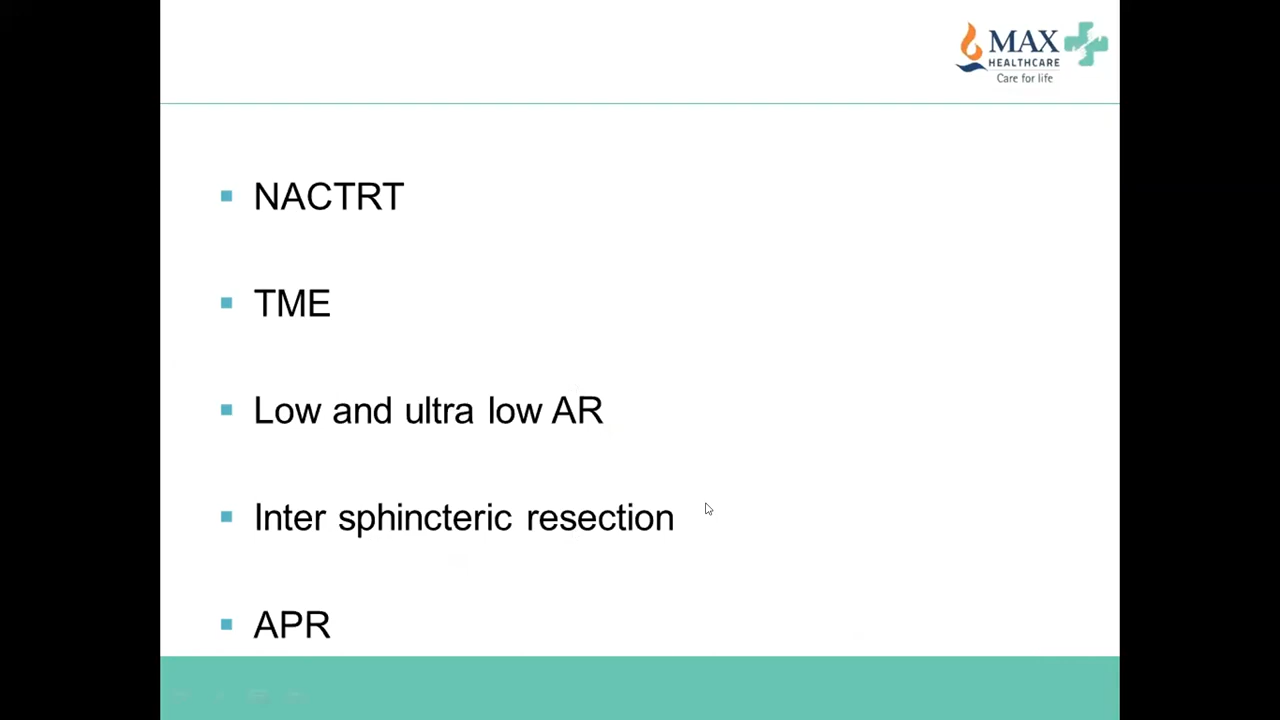 MAX
HEALTHCARE
Care for life
NACTRT
TME
Low and ultra low AR
Inter sphincteric resection
APR